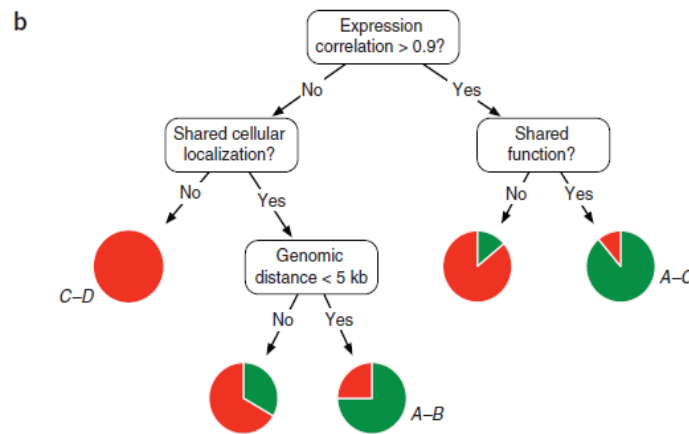 b
Expression
correlation > 0.9?
No
Yes
Shared cellular
localization?
Shared
function?
No
Yes
No
Yes
C–D
Genomic
distance < 5 kb
A–C
No
Yes
A–B